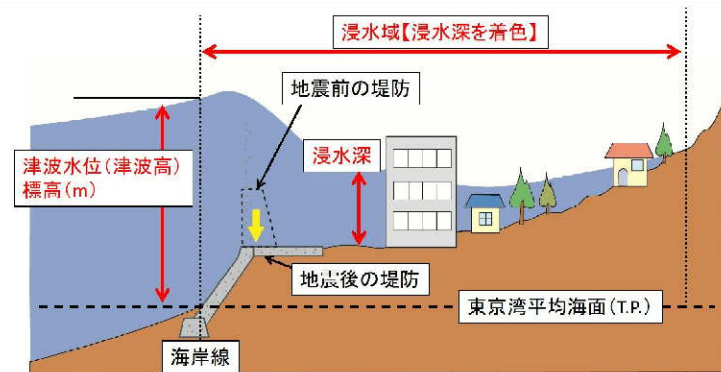 浸水域【浸水深を着色】
地震前の堤防
浸水深
津波水位(津波高)
標高(m)
地震後の堤防
東京湾平均海面(T.P.)
海岸線